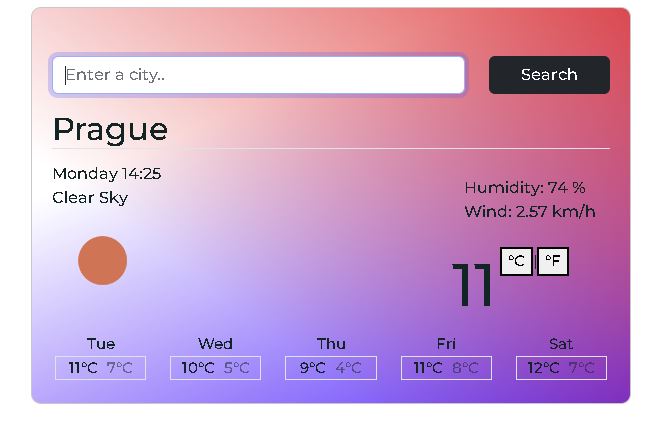 Enter a city..
Search
Prague
Monday 14:25
Clear Sky
Humidity: 74 %
Wind: 2.57 km/h
11 °C | °F
Tue Wed Thu Fri Sat
11°C 7°C 10°C 5°C 9°C 4°C 11°C 8°C 12°C 7°C